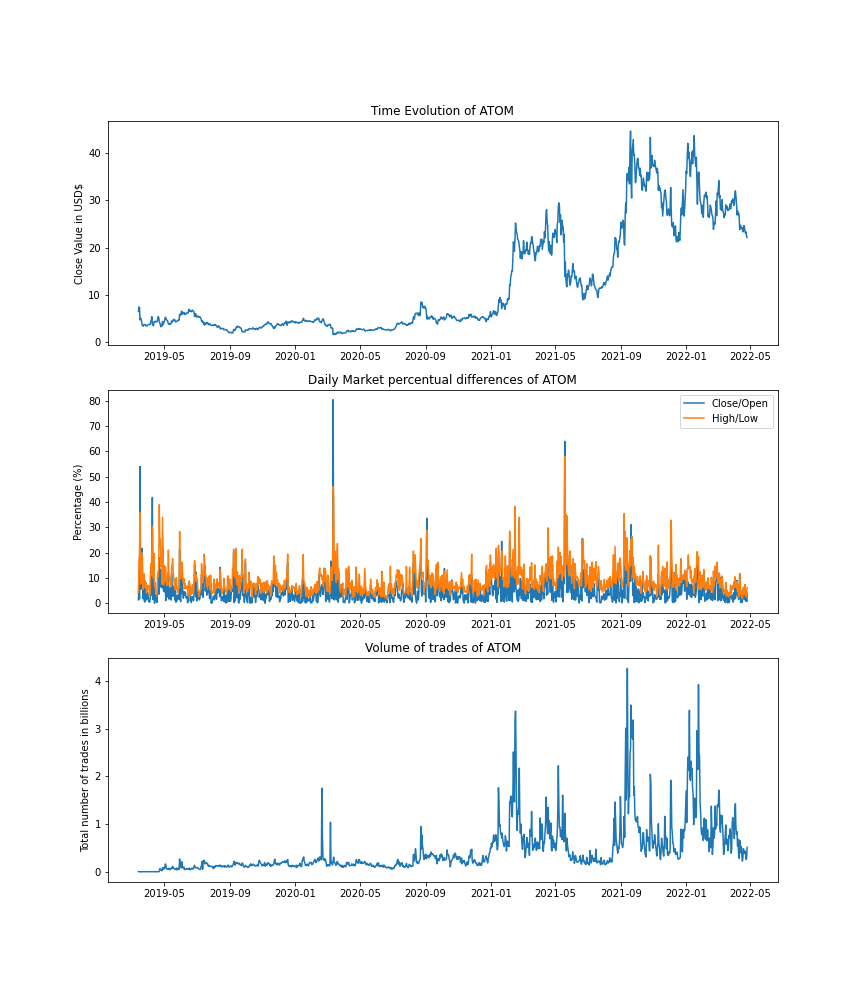 Time Evolution of ATOM
Close Value in USD$
40
30
20
10
0
2019-05 2019-09 2020-01 2020-05 2020-09 2021-01 2021-05 2021-09 2022-01 2022-05
Daily Market percentual differences of ATOM
Percentage (%)
80
70
60
50
40
30
20
10
0
Close/Open
High/Low
2019-05 2019-09 2020-01 2020-05 2020-09 2021-01 2021-05 2021-09 2022-01 2022-05
Volume of trades of ATOM
Total number of trades in billions
4
3
2
1
0
2019-05 2019-09 2020-01 2020-05 2020-09 2021-01 2021-05 2021-09 2022-01 2022-05